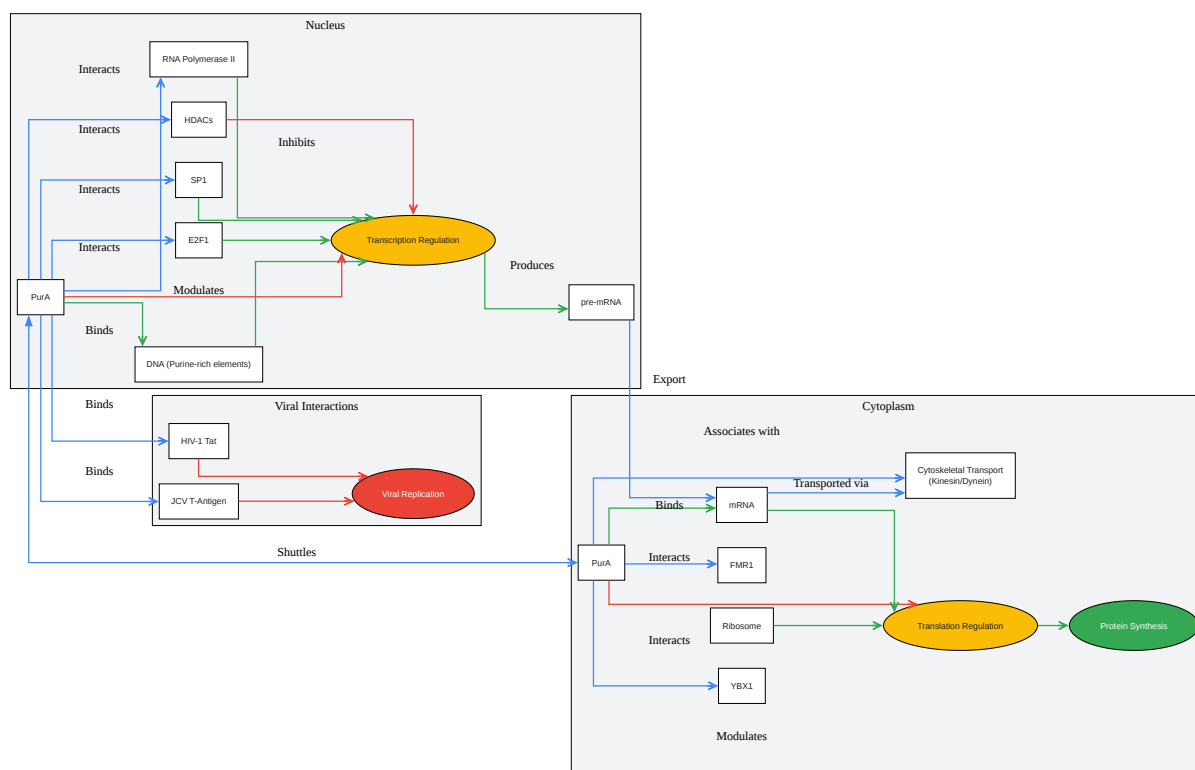 Nucleus
RNA Polymerase II
Interacts
HDACs
Interacts
Inhibits
SP1
Interacts
E2F1
Transcription Regulation
Interacts
Produces
Modulates
PurA
pre-mRNA
Binds
DNA (Purine-rich elements)
Export
Binds
Viral Interactions
Cytoplasm
Associates with
HIV-1 Tat
Binds
Cytoskeletal Transport
(Kinesin/Dynein)
Transported via
Viral Replication
JCV T-Antigen
mRNA
Binds
Shuttles
PurA
Interacts
FMR1
Ribosome
Translation Regulation
Protein Synthesis
Interacts
YBX1
Modulates